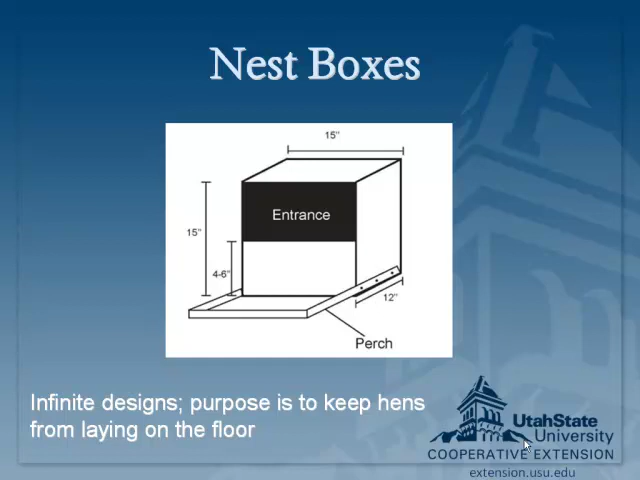 Nest Boxes
15"
Entrance
15"
4-6"
12"
Perch
Infinite designs; purpose is to keep hens
from laying on the floor
UtahState
University
COOPERATIVE EXTENSION
extension.usu.edu